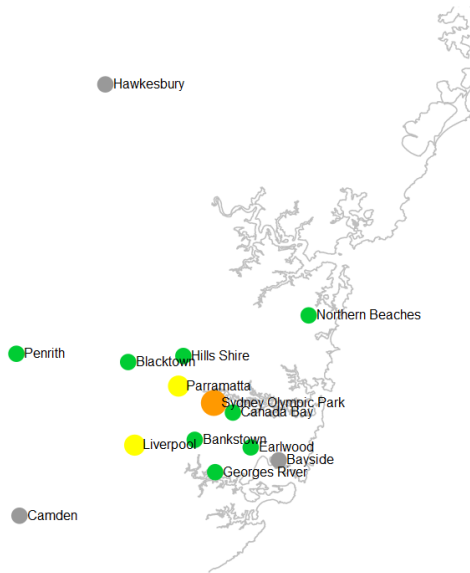 Hawkesbury
Northern Beaches
Penrith
Hills Shire
Blacktown
Parramatta
Sydney Olympic Park
Canada Bay
Bankstown
Liverpool
Earlwood
Bayside
Georges River
Camden